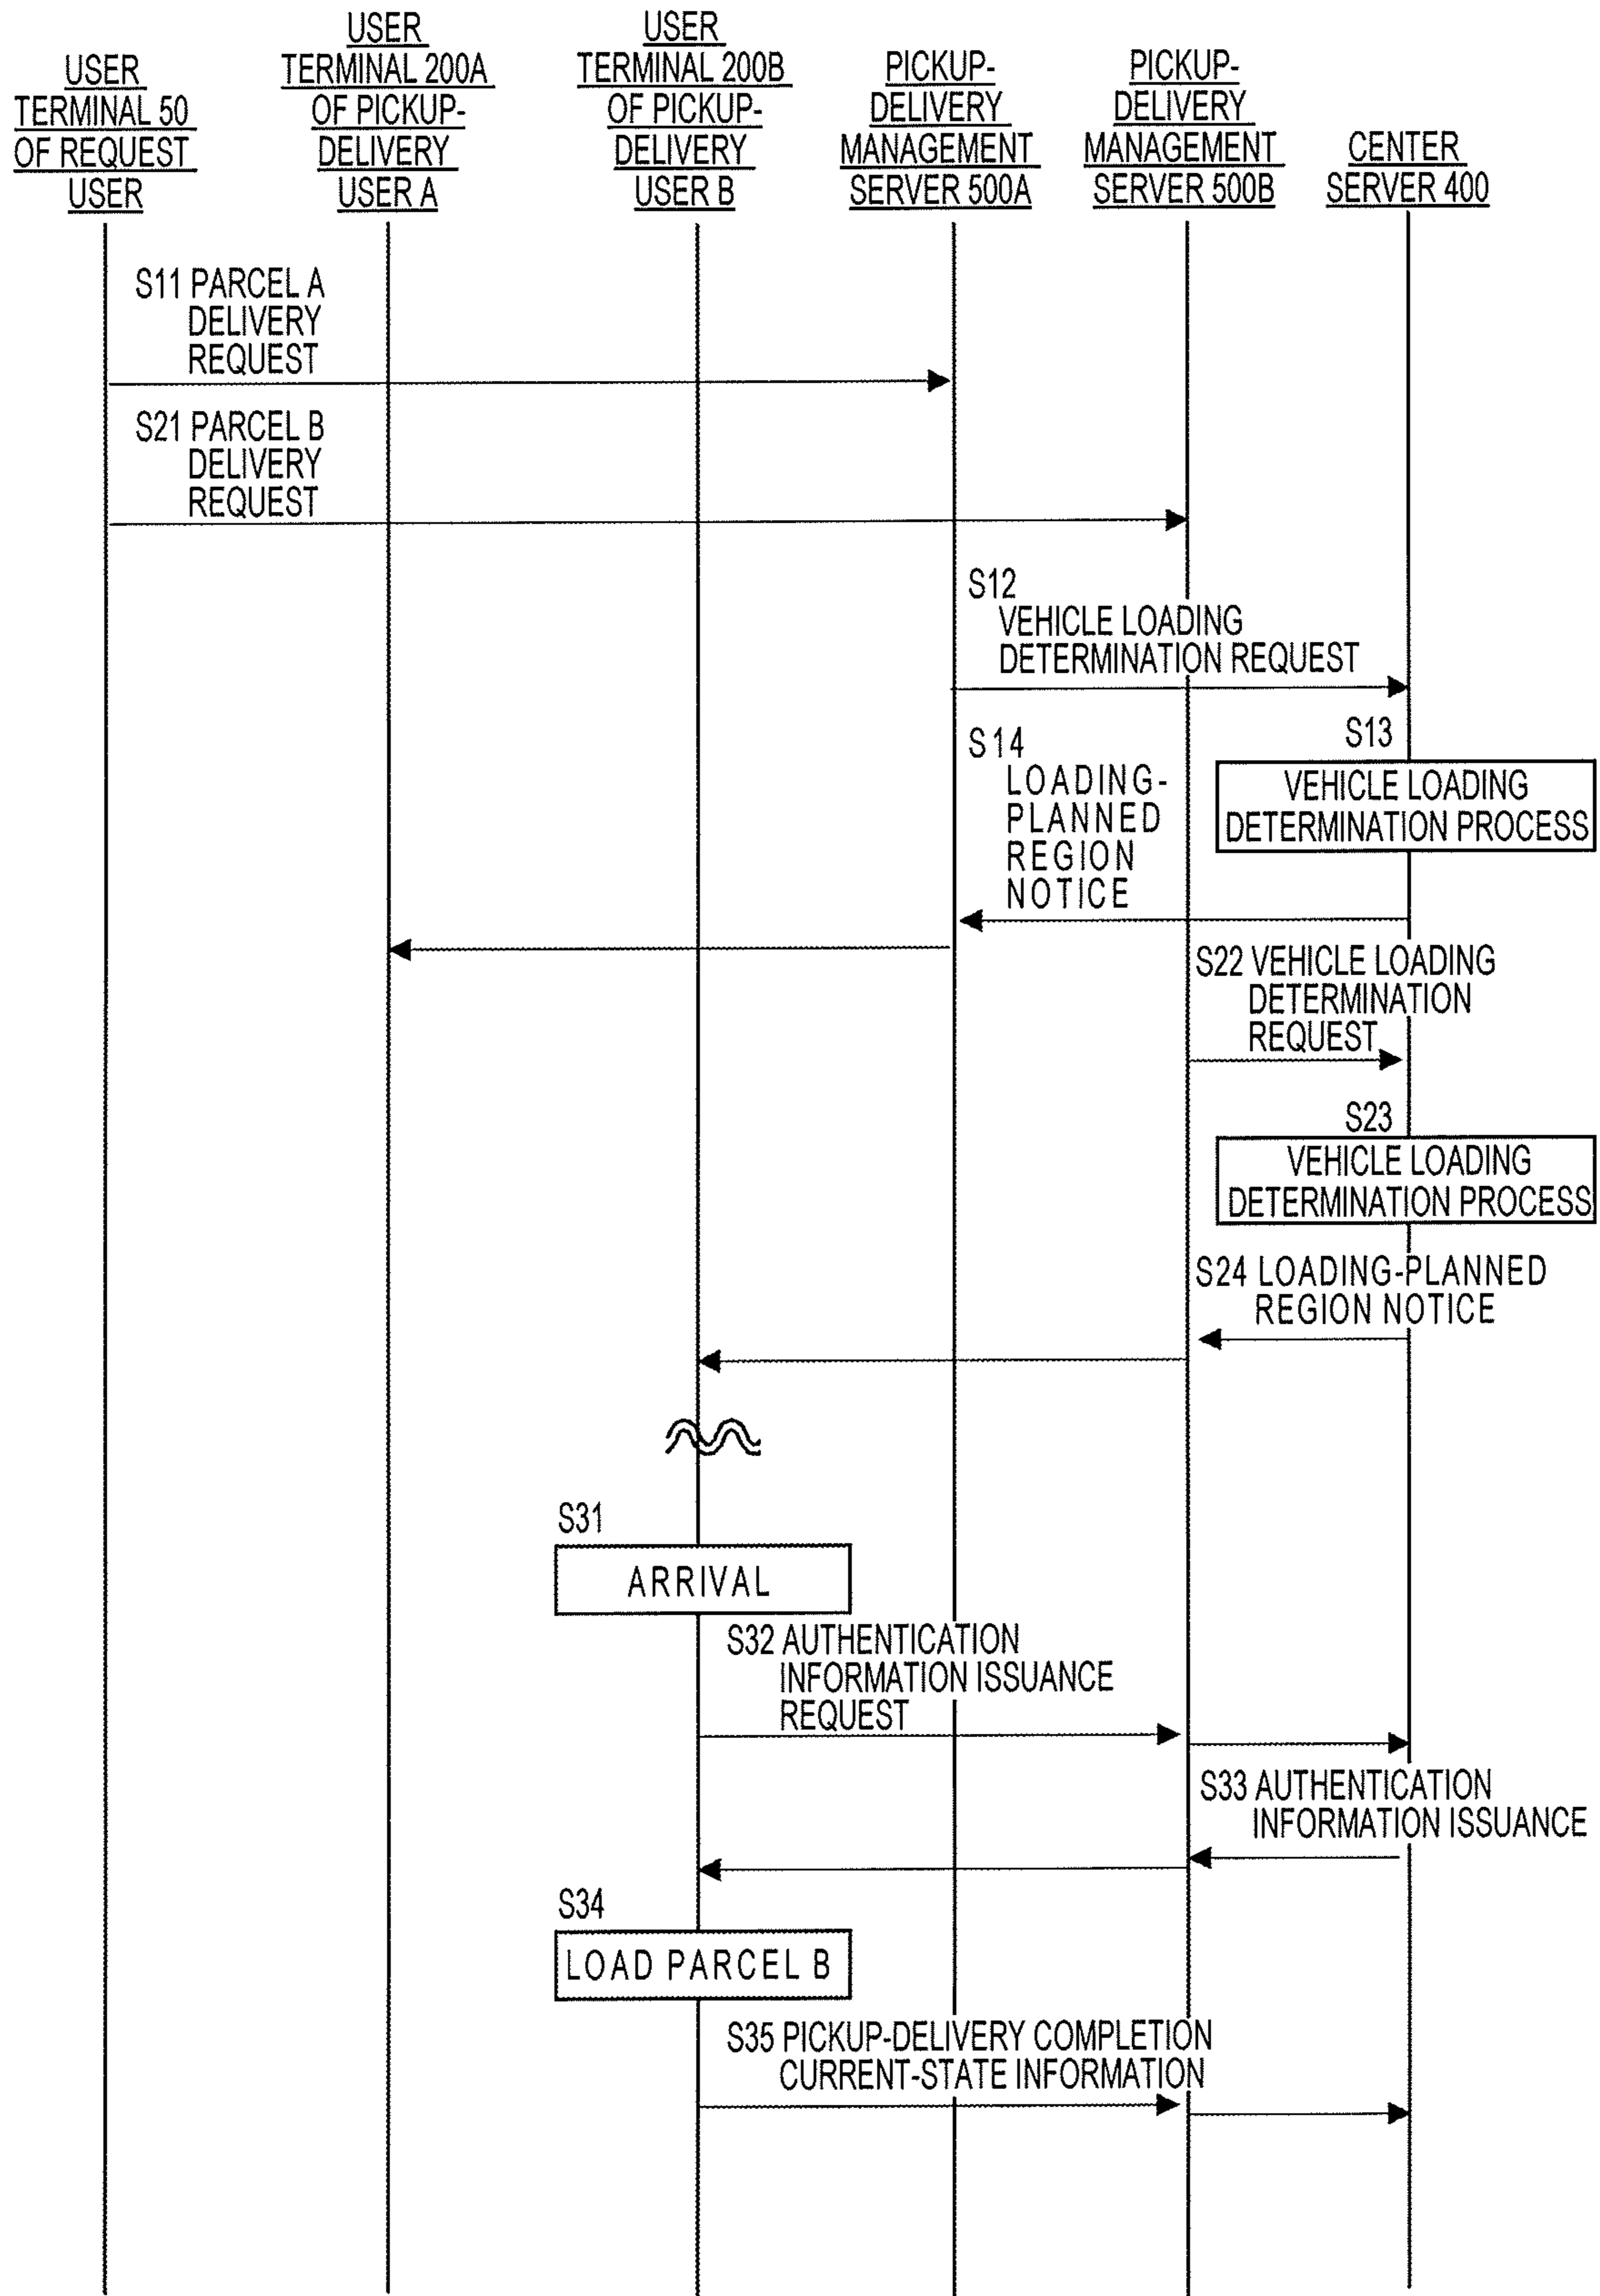 USER
TERMINAL 50
OF REQUEST
USER
USER
TERMINAL 200A
OF PICKUP-
DELIVERY
USER A
USER
TERMINAL 200B
OF PICKUP-
DELIVERY
USER B
PICKUP-
DELIVERY
MANAGEMENT
SERVER 500A
PICKUP-
DELIVERY
MANAGEMENT
SERVER 500B
CENTER
SERVER 400
S11 PARCEL A
DELIVERY
REQUEST
S21 PARCEL B
DELIVERY
REQUEST
S12
VEHICLE LOADING
DETERMINATION REQUEST
S13
VEHICLE LOADING
DETERMINATION PROCESS
S14
LOADING-
PLANNED
REGION
NOTICE
S22 VEHICLE LOADING
DETERMINATION
REQUEST
S23
VEHICLE LOADING
DETERMINATION PROCESS
S24 LOADING-PLANNED
REGION NOTICE
S31
ARRIVAL
S32 AUTHENTICATION
INFORMATION ISSUANCE
REQUEST
S33 AUTHENTICATION
INFORMATION ISSUANCE
S34
LOAD PARCEL B
S35 PICKUP-DELIVERY COMPLETION
CURRENT-STATE INFORMATION